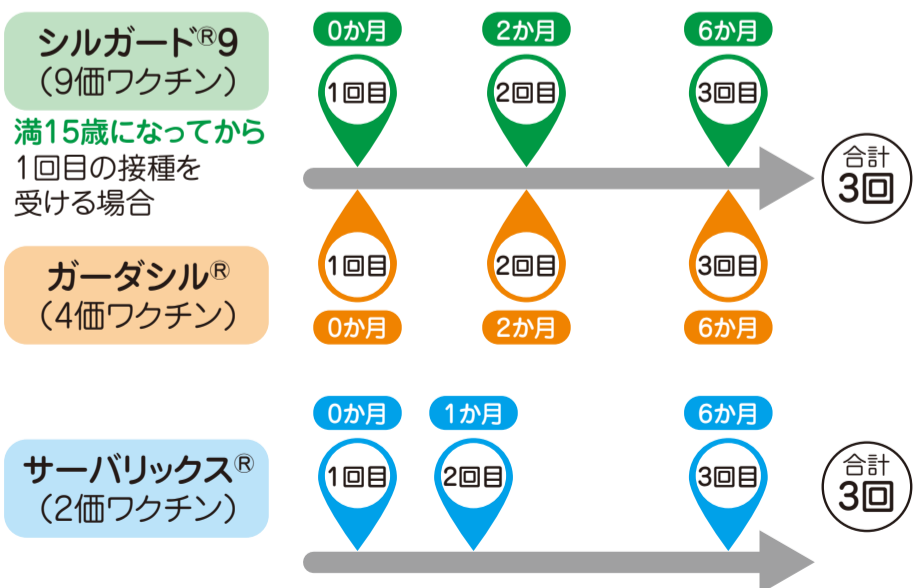 シルガード®9
（9価ワクチン）
満15歳になってから
1回目の接種を
受ける場合
0か月
2か月
6か月
1回目
2回目
3回目
合計
3回
ガーダシル®
（4価ワクチン）
1回目
2回目
3回目
0か月
2か月
6か月
サーバリックス®
（2価ワクチン）
0か月
1か月
6か月
1回目
2回目
3回目
合計
3回